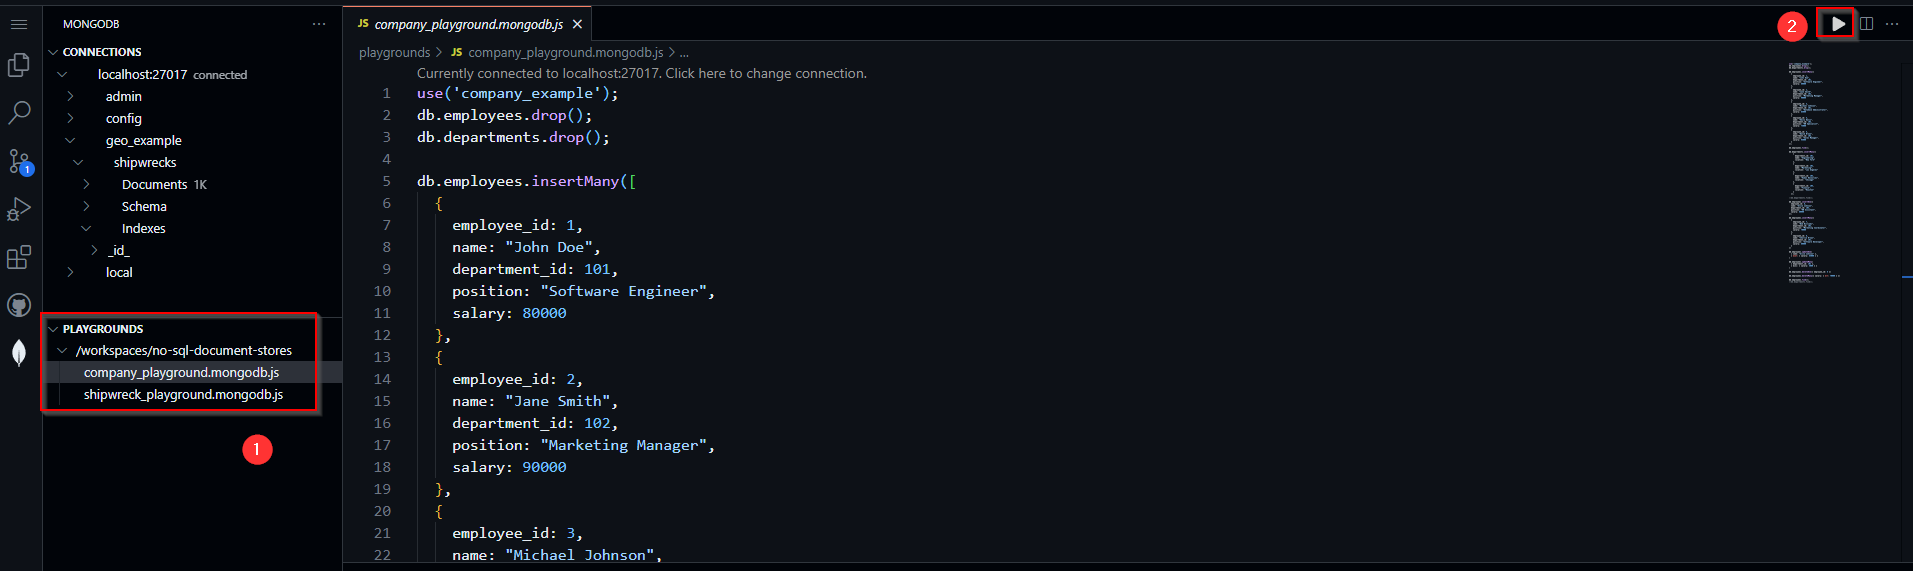 MONGODB
CONNECTIONS
localhost:27017 connected
admin
config
geo_example
shipwrecks
Documents 1K
Schema
Indexes
_id_
local
PLAYGROUNDS
/workspaces/no-sql-document-stores
company_playground.mongodb.js
shipwreck_playground.mongodb.js
1
1
JS company_playground.mongodb.js
2
playgrounds > JS company_playground.mongodb.js > ...
Currently connected to localhost:27017. Click here to change connection.
1 use('company_example');
2 db.employees.drop();
3 db.departments.drop();
4
5 db.employees.insertMany([
6 {
7 employee_id: 1,
8 name: "John Doe",
9 department_id: 101,
10 position: "Software Engineer",
11 salary: 80000
12 },
13 {
14 employee_id: 2,
15 name: "Jane Smith",
16 department_id: 102,
17 position: "Marketing Manager",
18 salary: 90000
19 },
20 {
21 employee_id: 3,
22 name: "Michael Johnson",